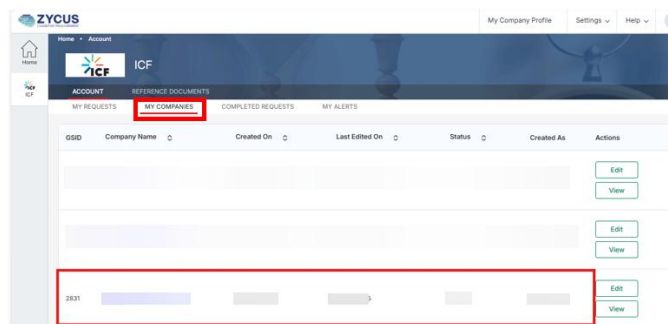 ZYCUS
My Company Profile Settings Help
Home • Account
Home
ICF
ICF
ICF
ICF
ACCOUNT REFERENCE DOCUMENTS
MY REQUESTS MY COMPANIES COMPLETED REQUESTS MY ALERTS
GSID Company Name Created On Last Edited On Status Created As Actions
Edit
View
Edit
View
2831
Edit
View